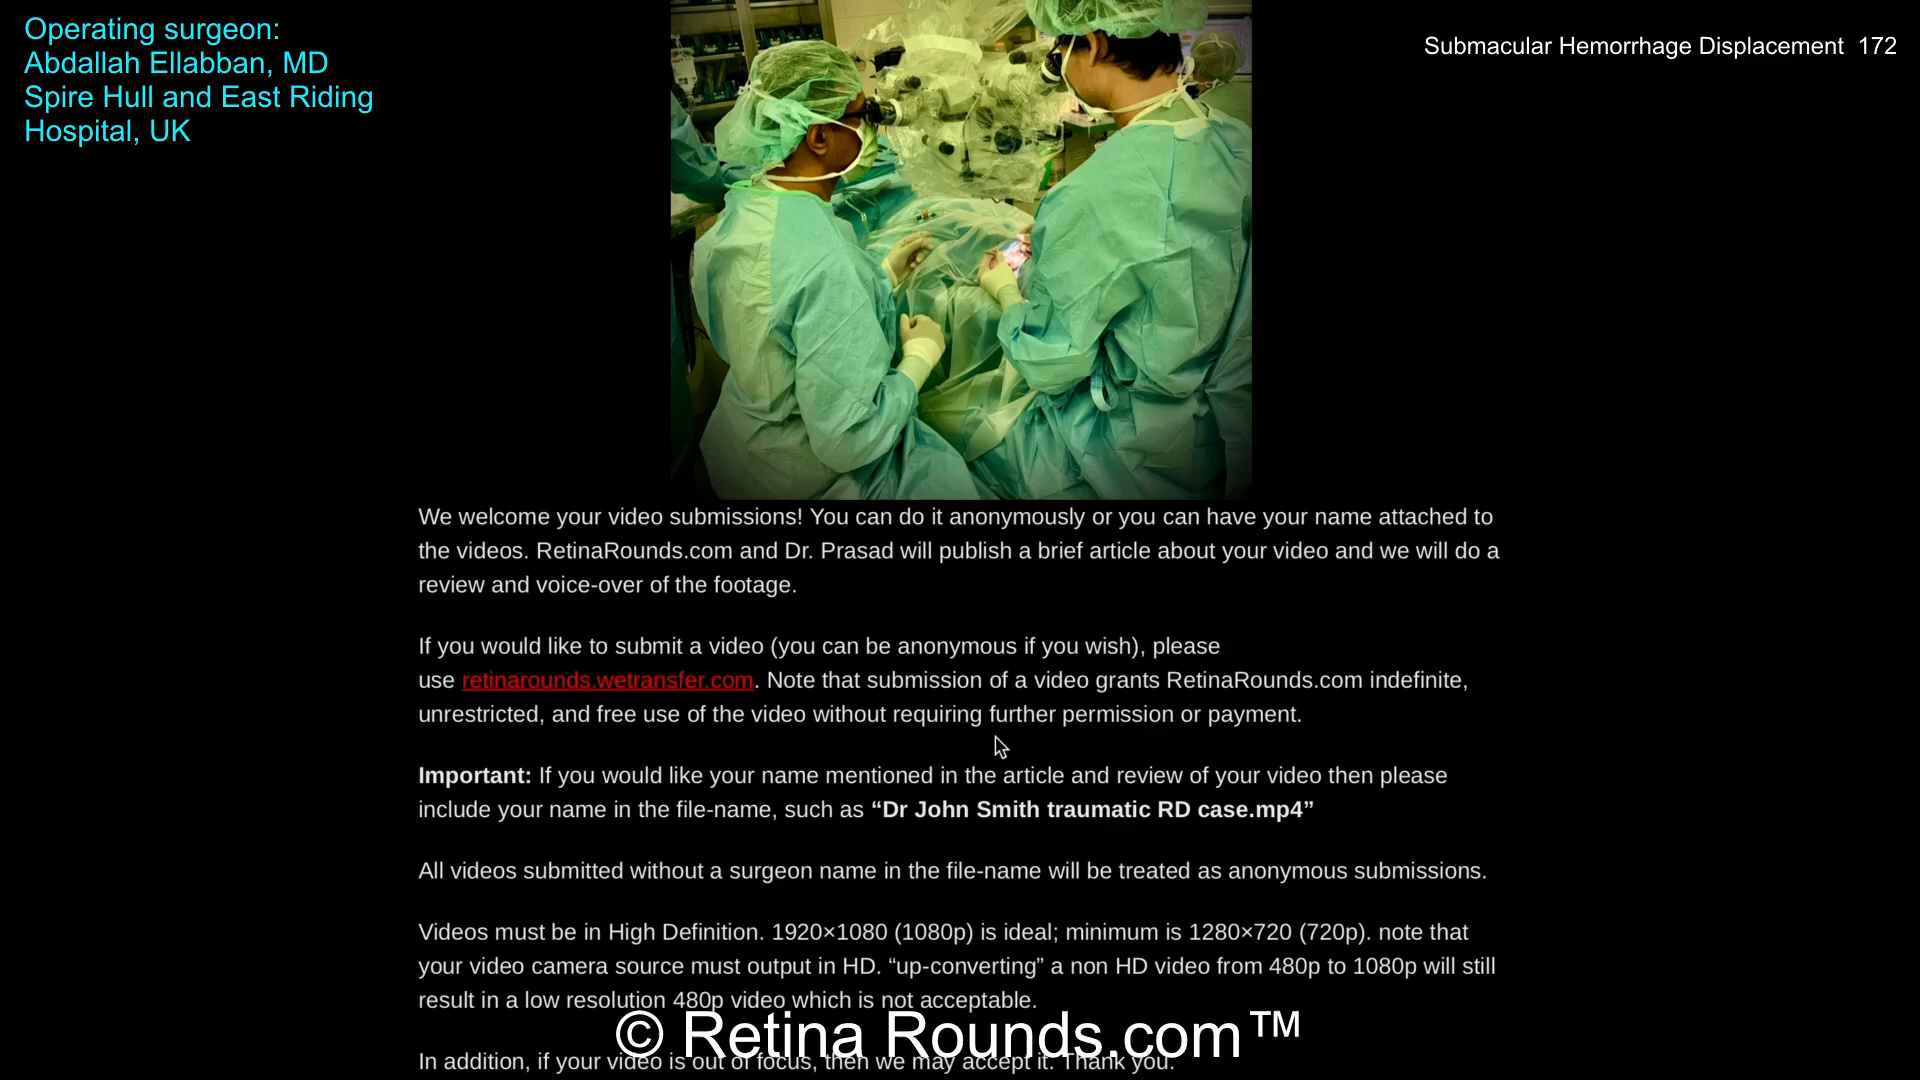 Operating surgeon:
Abdallah Ellabban, MD
Spire Hull and East Riding
Hospital, UK
Submacular Hemorrhage Displacement 172
We welcome your video submissions! You can do it anonymously or you can have your name attached to
the videos. RetinaRounds.com and Dr. Prasad will publish a brief article about your video and we will do a
review and voice-over of the footage.
If you would like to submit a video (you can be anonymous if you wish), please
use retinarounds.wetransfer.com. Note that submission of a video grants RetinaRounds.com indefinite,
unrestricted, and free use of the video without requiring further permission or payment.
Important: If you would like your name mentioned in the article and review of your video then please
include your name in the file-name, such as “Dr John Smith traumatic RD case.mp4”
All videos submitted without a surgeon name in the file-name will be treated as anonymous submissions.
Videos must be in High Definition. 1920×1080 (1080p) is ideal; minimum is 1280×720 (720p). note that
your video camera source must output in HD. “up-converting” a non HD video from 480p to 1080p will still
result in a low resolution 480p video which is not acceptable.
© Retina Rounds.com™
In addition, if your video is out of focus, then we may accept it. Thank you.